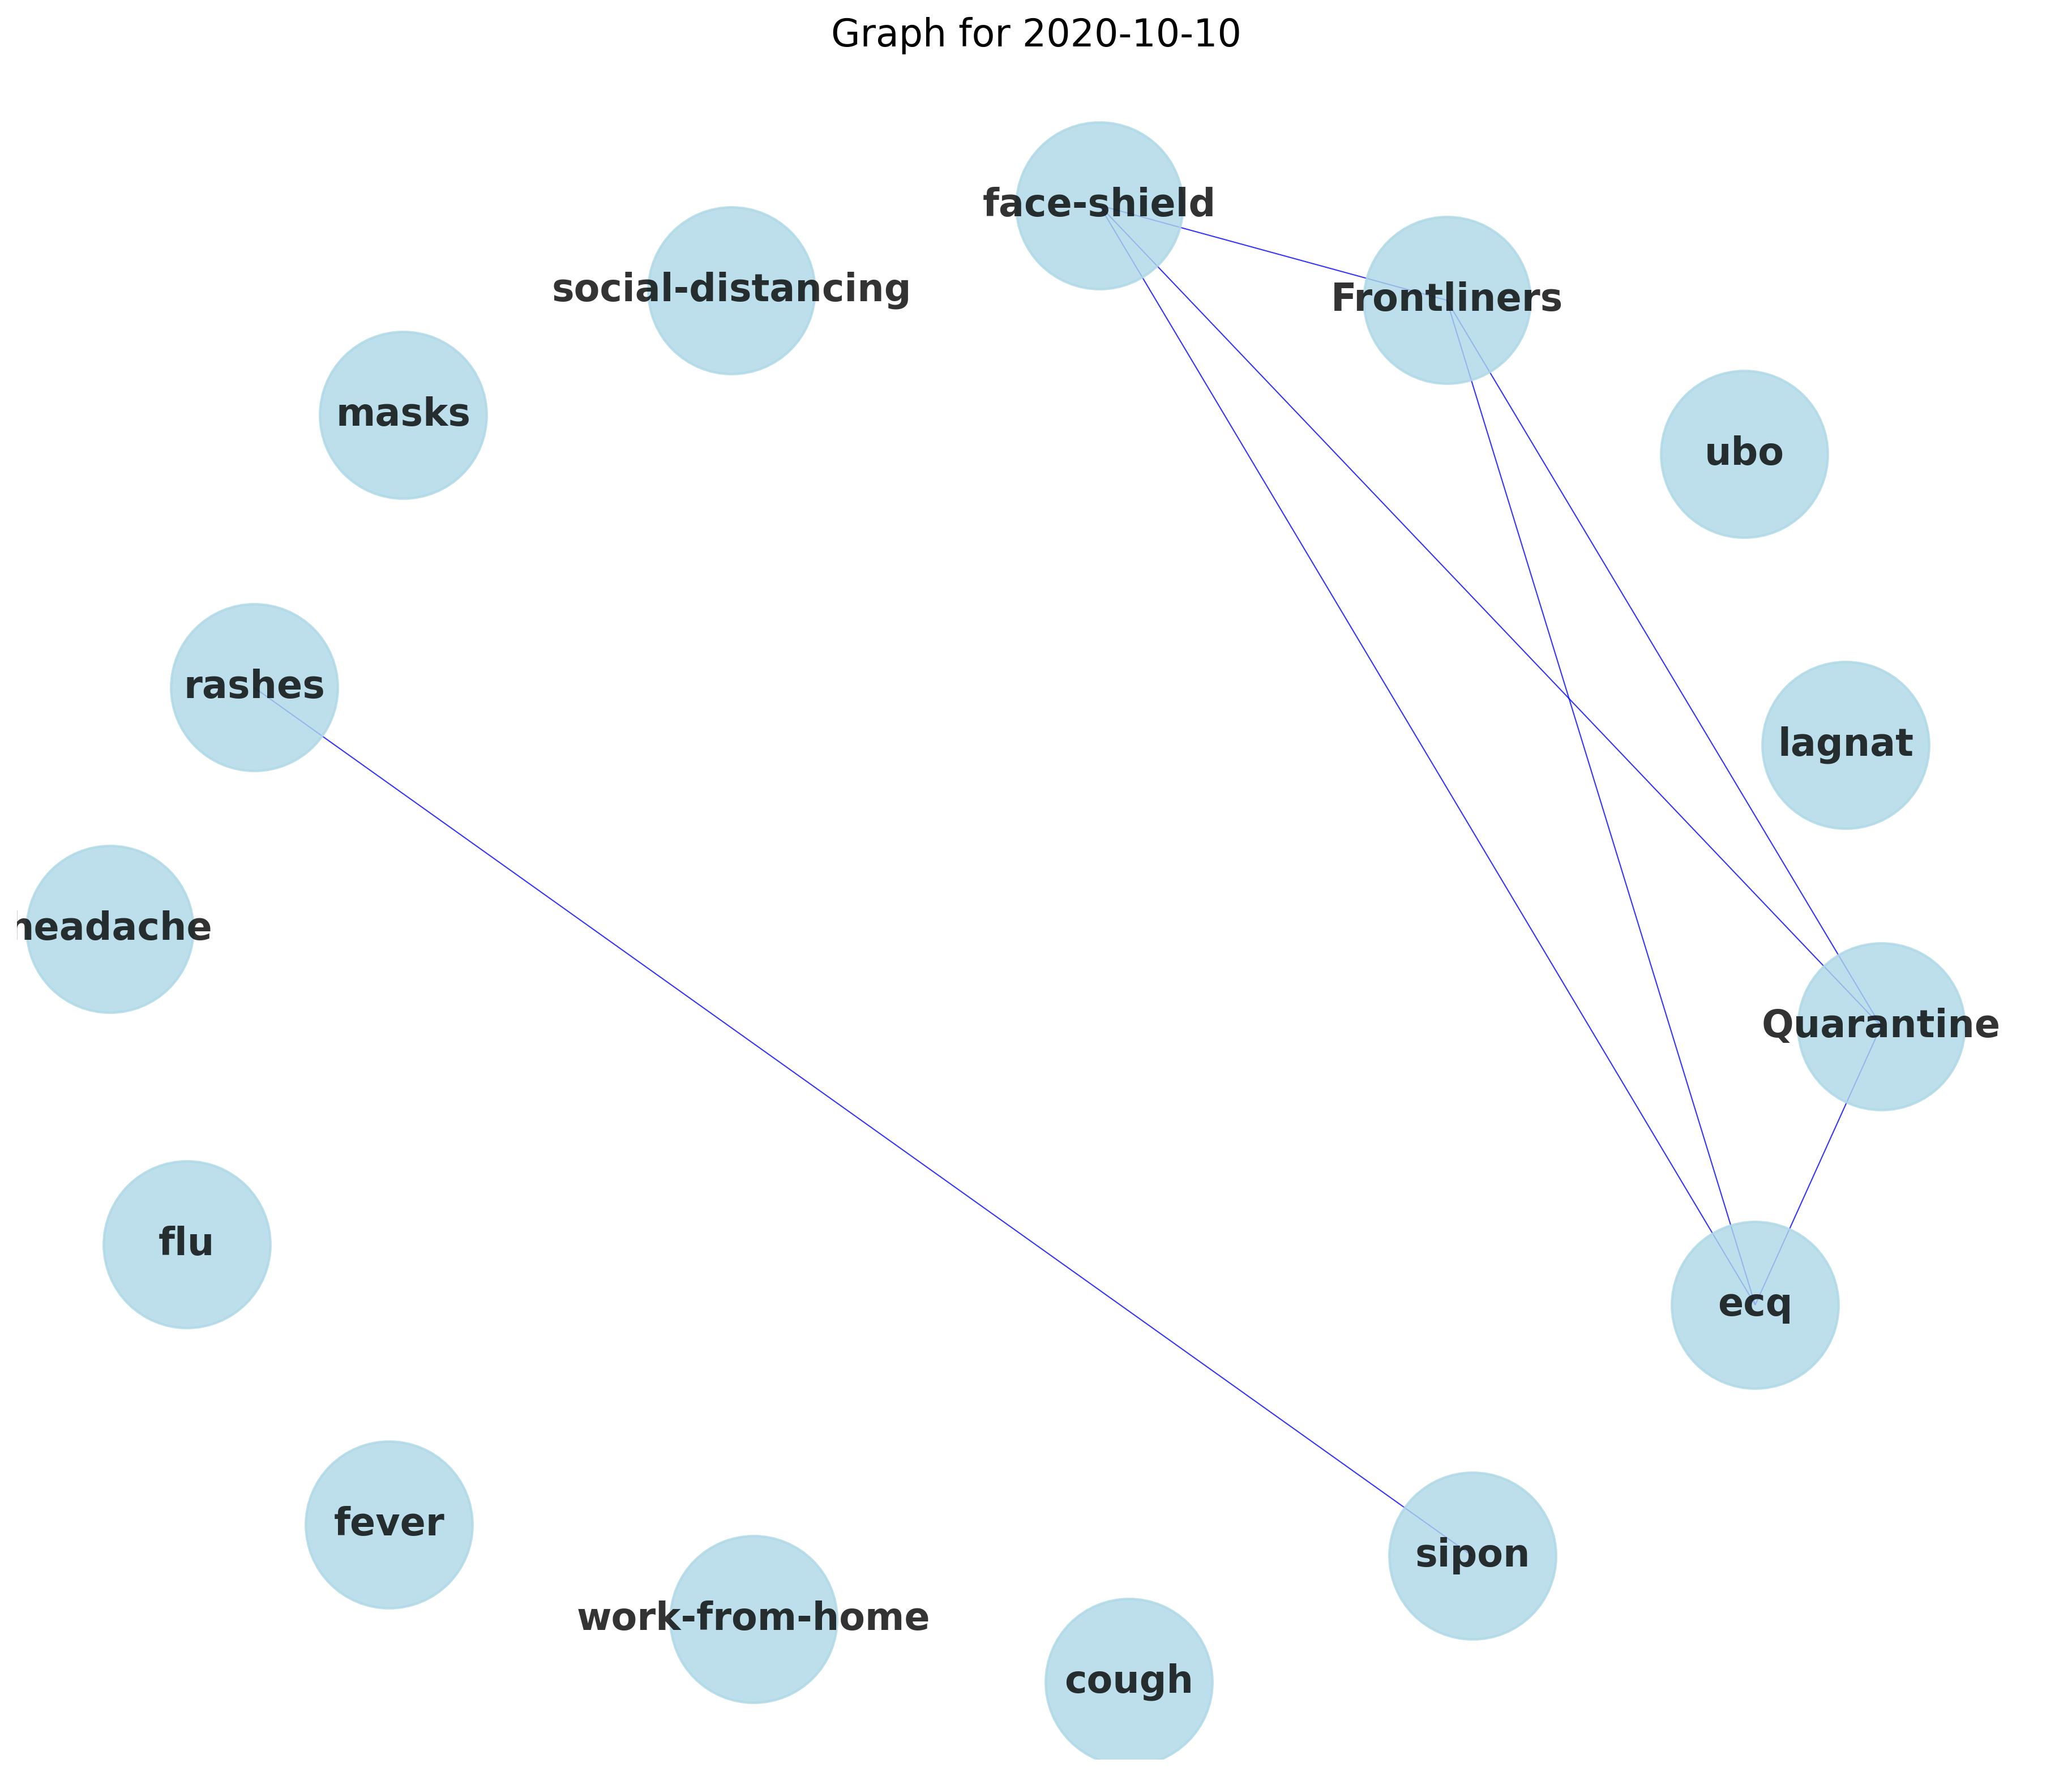 Graph for 2020-10-10
face-shield
social-distancing
Frontliners
masks
ubo
rashes
lagnat
headache
Quarantine
flu
ecq
fever
sipon
work-from-home
cough